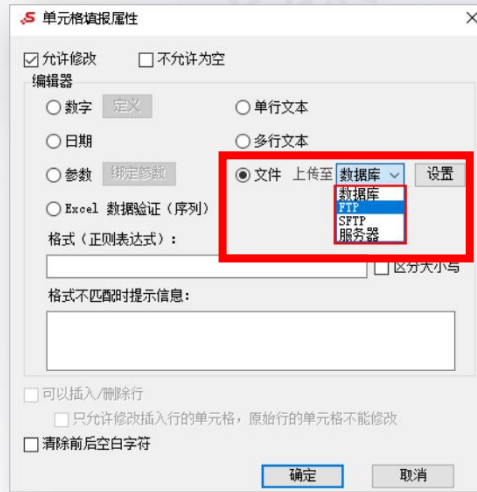 单元格填报属性
允许修改 不允许为空
编辑器
数字 定义 单行文本
日期 多行文本
参数 绑定参数 文件 上传至 数据库 设置
数据库
FTP
SFTP
服务器
Excel 数据验证（序列）
格式（正则表达式）：
区分大小写
格式不匹配时提示信息：
可以插入/删除行
只允许修改插入行的单元格，原始行的单元格不能修改
清除前后空白字符
确定 取消